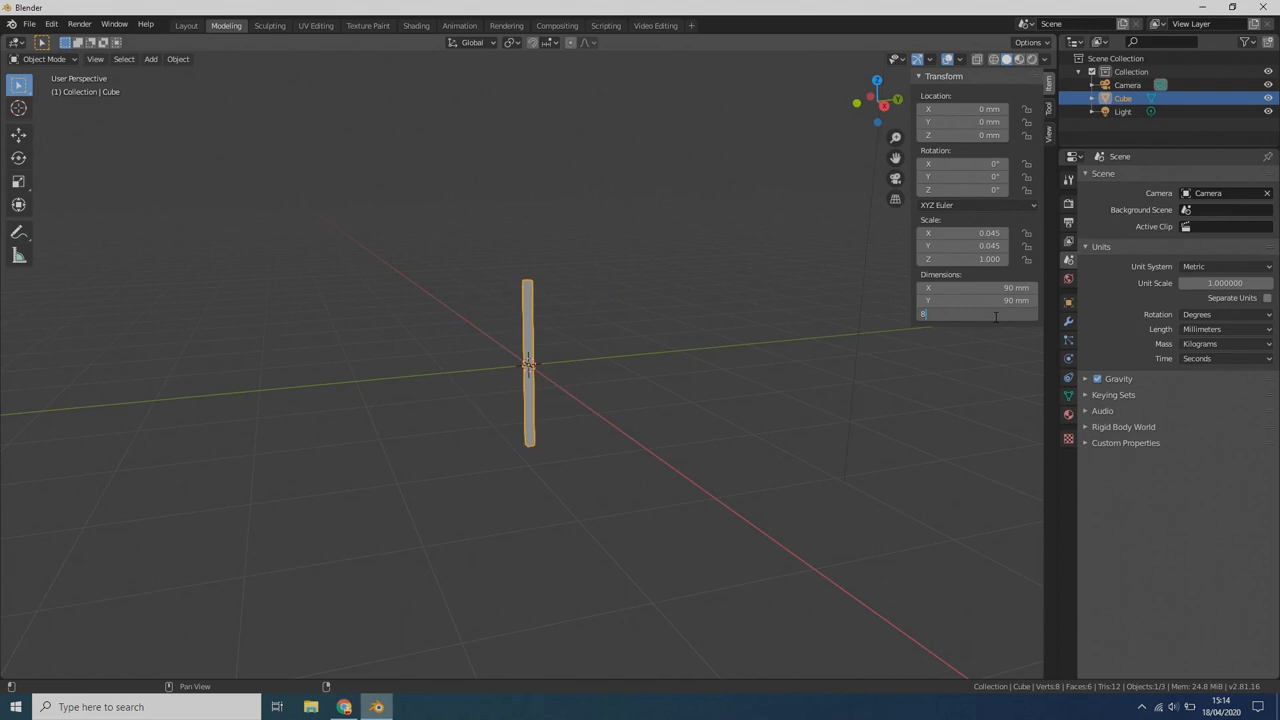 Blender
File Edit Render Window Help Layout Modeling Sculpting UV Editing Texture Paint Shading Animation Rendering Compositing Scripting Video Editing + Scene View Layer
Global Options
Object Mode View Select Add Object
User Perspective
(1) Collection | Cube
Z
Y
X
Transform
Location:
X 0 mm
Y 0 mm
Z 0 mm
Rotation:
X 0°
Y 0°
Z 0°
XYZ Euler
Scale:
X 0.045
Y 0.045
Z 1.000
Dimensions:
X 90 mm
Y 90 mm
8
Item
Tool
View
Scene Collection
Collection
Camera
Cube
Light
Scene
Scene
Camera Camera
Background Scene
Active Clip
Units
Unit System Metric
Unit Scale 1.000000
Separate Units
Rotation Degrees
Length Millimeters
Mass Kilograms
Time Seconds
Gravity
Keying Sets
Audio
Rigid Body World
Custom Properties
Pan View
Collection | Cube | Verts:8 | Faces:6 | Tris:12 | Objects:1/3 | Mem: 24.8 MiB | v2.81.16
Type here to search
15:14
18/04/2020